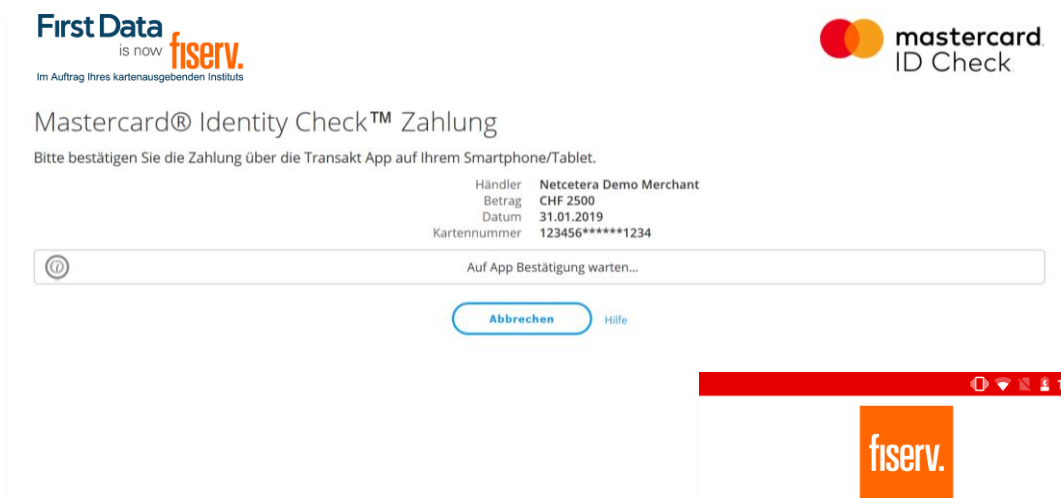 First Data
is now fiserv.
Im Auftrag Ihres kartenausgebenden Instituts
mastercard.
ID Check.
Mastercard® Identity Check™ Zahlung
Bitte bestätigen Sie die Zahlung über die Transakt App auf Ihrem Smartphone/Tablet.
Händler Netcetera Demo Merchant
Betrag CHF 2500
Datum 31.01.2019
Kartennummer 123456******1234
Auf App Bestätigung warten...
Abbrechen Hilfe
fiserv.